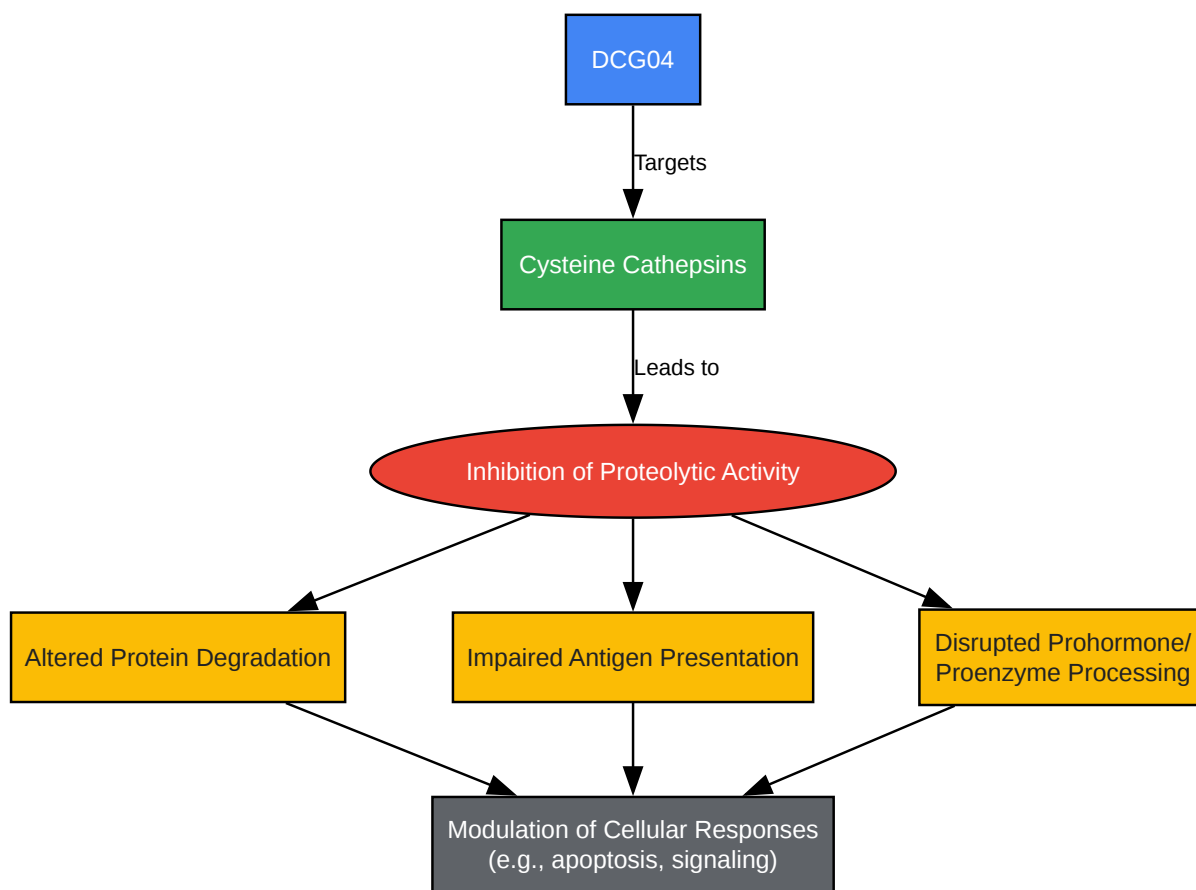 DCG04
Targets
Cysteine Cathepsins
Leads to
Inhibition of Proteolytic Activity
Altered Protein Degradation
Impaired Antigen Presentation
Disrupted Prohormone/
Proenzyme Processing
Modulation of Cellular Responses
(e.g., apoptosis, signaling)